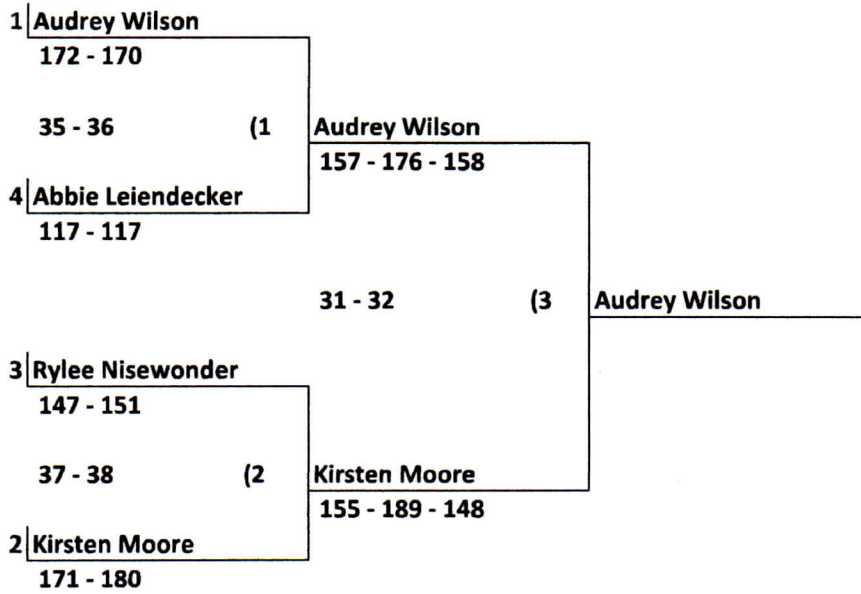 1 Audrey Wilson
172 - 170
35 - 36 (1 Audrey Wilson
157 - 176 - 158
4 Abbie Leiendecker
117 - 117
31 - 32 (3 Audrey Wilson
3 Rylee Nisewonder
147 - 151
37 - 38 (2 Kirsten Moore
155 - 189 - 148
2 Kirsten Moore
171 - 180